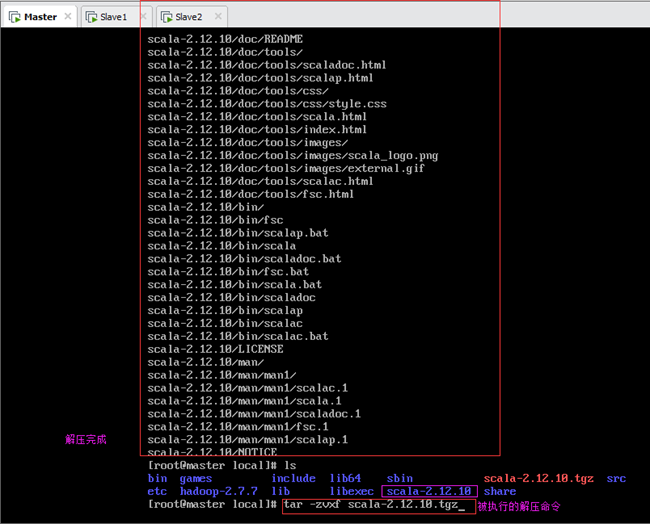 Master Slave1 Slave2
scala-2.12.10/doc/README
scala-2.12.10/doc/tools/
scala-2.12.10/doc/tools/scaladoc.html
scala-2.12.10/doc/tools/scalap.html
scala-2.12.10/doc/tools/css/
scala-2.12.10/doc/tools/css/style.css
scala-2.12.10/doc/tools/scala.html
scala-2.12.10/doc/tools/index.html
scala-2.12.10/doc/tools/images/
scala-2.12.10/doc/tools/images/scala_logo.png
scala-2.12.10/doc/tools/images/external.gif
scala-2.12.10/doc/tools/scalac.html
scala-2.12.10/doc/tools/fsc.html
scala-2.12.10/bin/
scala-2.12.10/bin/fsc
scala-2.12.10/bin/scalap.bat
scala-2.12.10/bin/scala
scala-2.12.10/bin/scaladoc.bat
scala-2.12.10/bin/fsc.bat
scala-2.12.10/bin/scala.bat
scala-2.12.10/bin/scaladoc
scala-2.12.10/bin/scalap
scala-2.12.10/bin/scalac
scala-2.12.10/bin/scalac.bat
scala-2.12.10/LICENSE
scala-2.12.10/man/
scala-2.12.10/man/man1/
scala-2.12.10/man/man1/scalac.1
scala-2.12.10/man/man1/scala.1
scala-2.12.10/man/man1/scaladoc.1
scala-2.12.10/man/man1/fsc.1
解压完成 scala-2.12.10/man/man1/scalap.1
scala-2.12.10/NOTICE
[root@master local]# ls
bin games include lib64 sbin scala-2.12.10.tgz src
etc hadoop-2.7.7 lib libexec scala-2.12.10 share
[root@master local]# tar -zvxf scala-2.12.10.tgz_ 被执行的解压命令